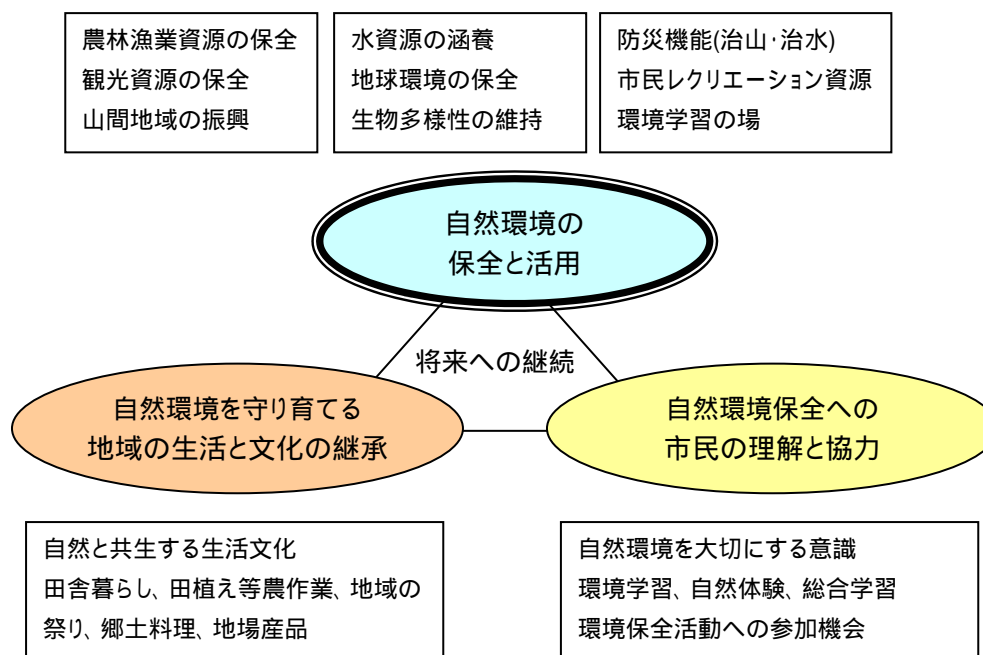 農林漁業資源の保全
観光資源の保全
山間地域の振興
水資源の涵養
地球環境の保全
生物多様性の維持
防災機能(治山・治水)
市民レクリエーション資源
環境学習の場
自然環境の
保全と活用
将来への継続
自然環境を守り育てる
地域の生活と文化の継承
自然環境保全への
市民の理解と協力
自然と共生する生活文化
田舎暮らし、田植え等農作業、地域の
祭り、郷土料理、地場産品
自然環境を大切にする意識
環境学習、自然体験、総合学習
環境保全活動への参加機会